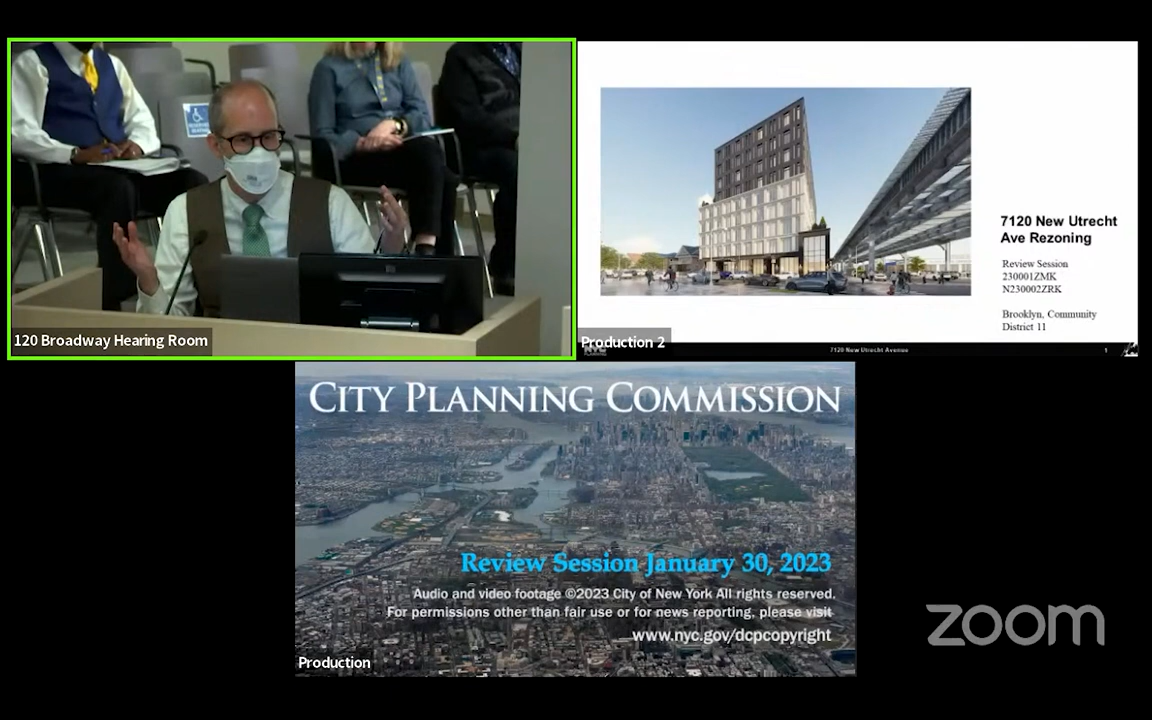 120 Broadway Hearing Room
7120 New Utrecht
Ave Rezoning
Review Session
230001ZMK
N230002ZRK
Brooklyn, Community
District 11
Production 2
7120 New Utrecht Avenue
1
CITY PLANNING COMMISSION
Review Session January 30, 2023
Audio and video footage ©2023 City of New York All rights reserved.
For permissions other than fair use or for news reporting, please visit
www.nyc.gov/dcpcopyright
Production
zoom